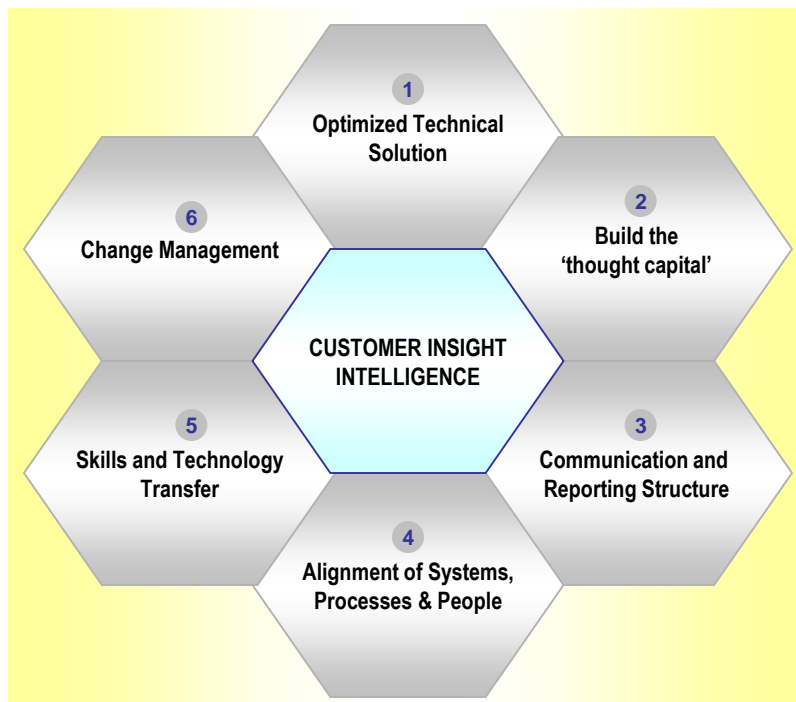 1
Optimized Technical
Solution
2
Build the
‘thought capital’
3
Communication and
Reporting Structure
4
Alignment of Systems,
Processes & People
5
Skills and Technology
Transfer
6
Change Management
CUSTOMER INSIGHT
INTELLIGENCE